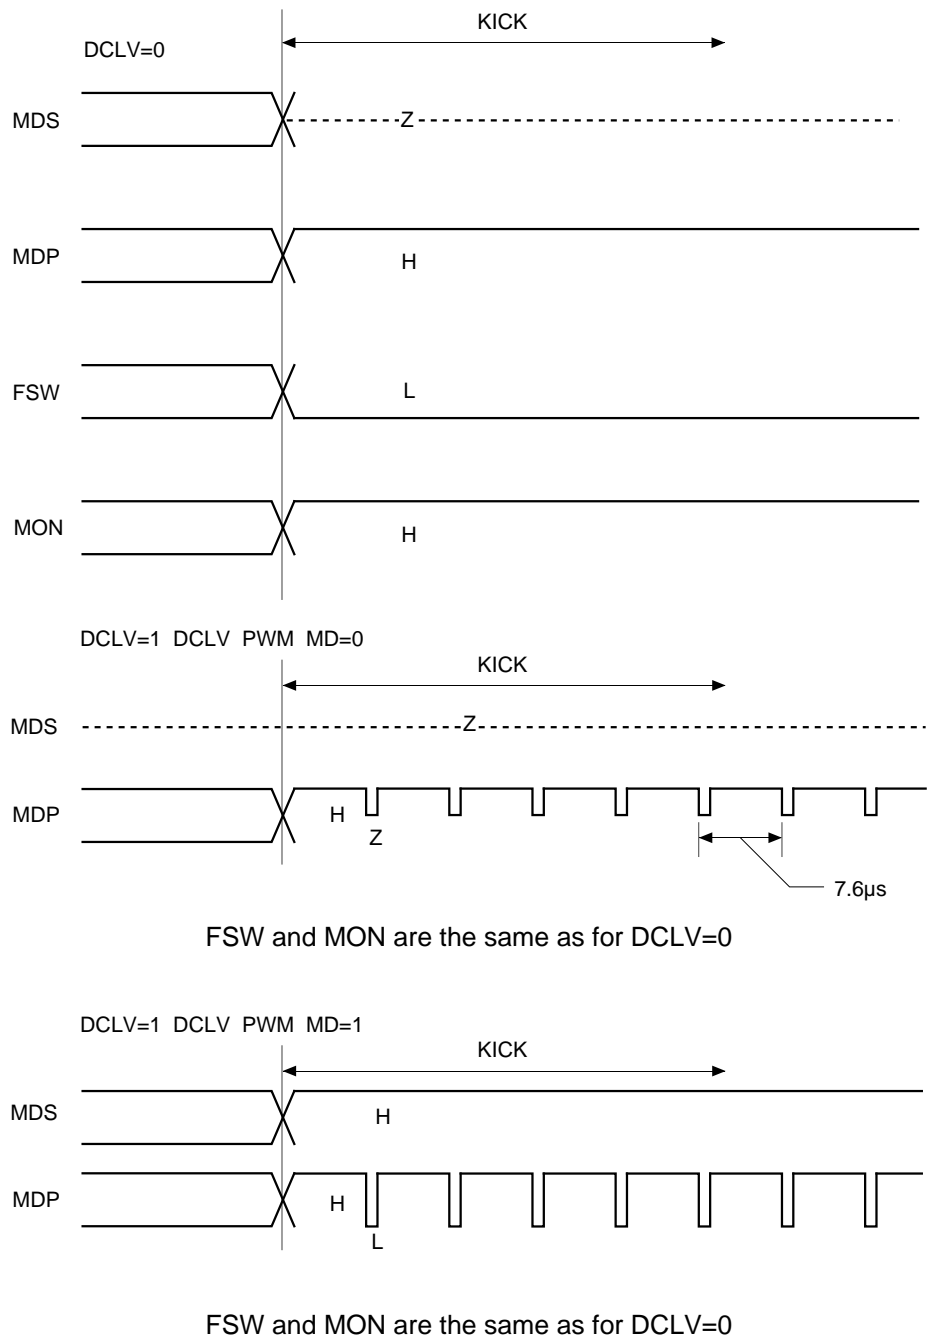 KICK
DCLV=0
MDS
Z
MDP
H
FSW
L
MON
H
DCLV=1 DCLV PWM MD=0
KICK
MDS
Z
MDP
H
Z
7.6µs
FSW and MON are the same as for DCLV=0
DCLV=1 DCLV PWM MD=1
KICK
MDS
H
MDP
H
L
FSW and MON are the same as for DCLV=0